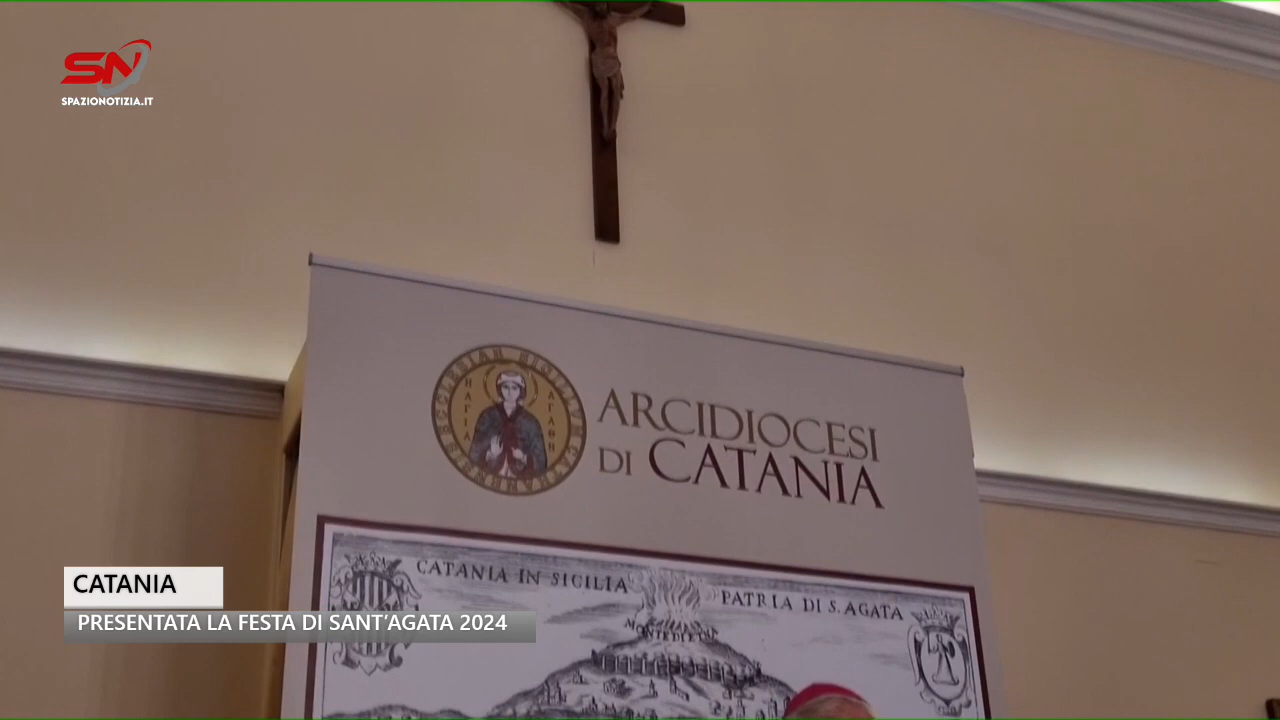 SN
SPAZIONOTIZIA.IT
ARCIDIOCESI
DI CATANIA
CATANIA IN SICILIA
PATRIA DI S. AGATA
CATANIA
PRESENTATA LA FESTA DI SANT'AGATA 2024